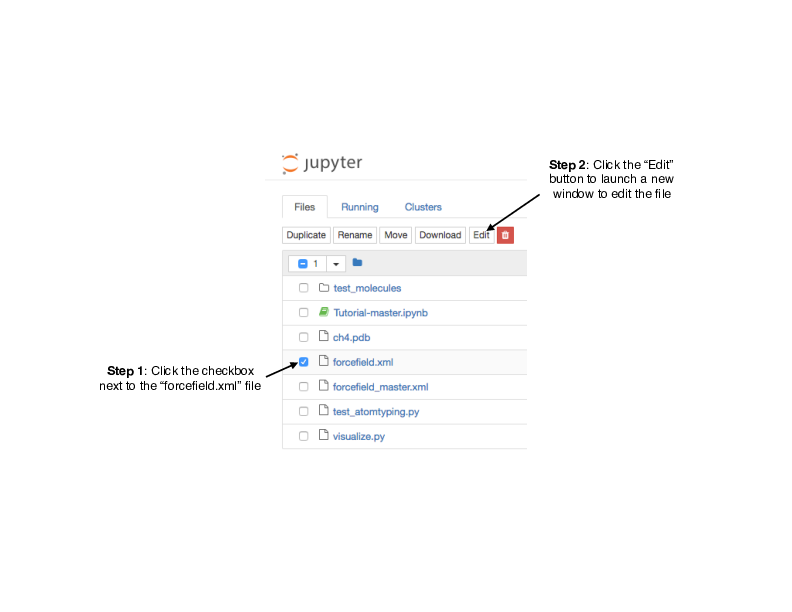 jupyter
Step 2: Click the “Edit”
button to launch a new
window to edit the file
Files Running Clusters
Duplicate Rename Move Download Edit
1
test_molecules
Tutorial-master.ipynb
ch4.pdb
forcefield.xml
Step 1: Click the checkbox
next to the “forcefield.xml” file
forcefield_master.xml
test_atomtyping.py
visualize.py